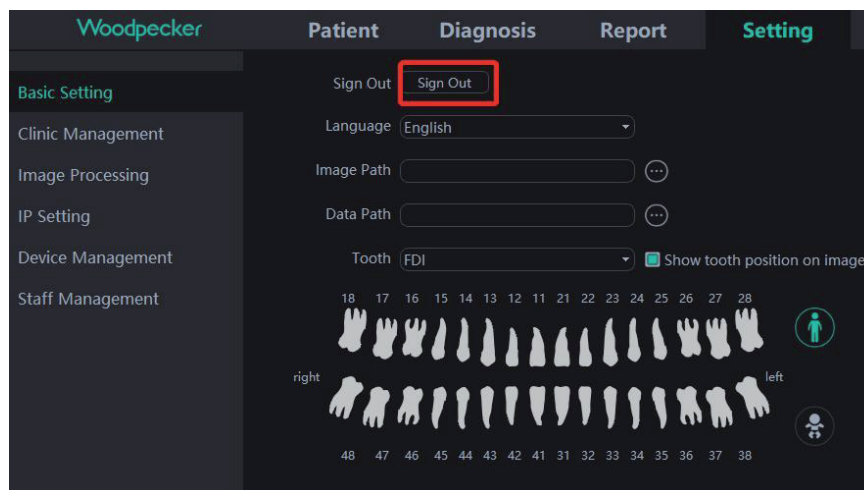 Woodpecker Patient Diagnosis Report Setting
Basic Setting
Clinic Management
Image Processing
IP Setting
Device Management
Staff Management
Sign Out Sign Out
Language English
Image Path
Data Path
Tooth FDI Show tooth position on image
18 17 16 15 14 13 12 11 21 22 23 24 25 26 27 28
right left
48 47 46 45 44 43 42 41 31 32 33 34 35 36 37 38